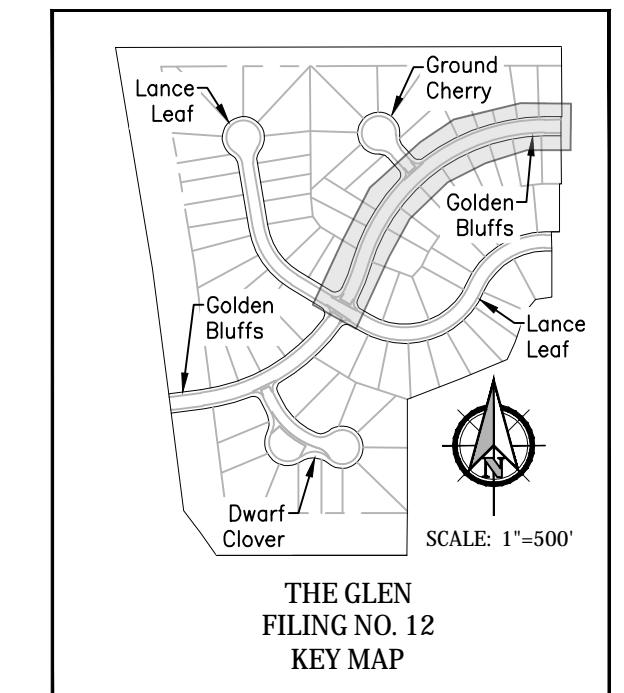 Ground
Cherry
Lance
Leaf
Golden
Bluffs
Golden
Bluffs
Lance
Leaf
Dwarf
Clover
N
SCALE: 1"=500'
THE GLEN
FILING NO. 12
KEY MAP